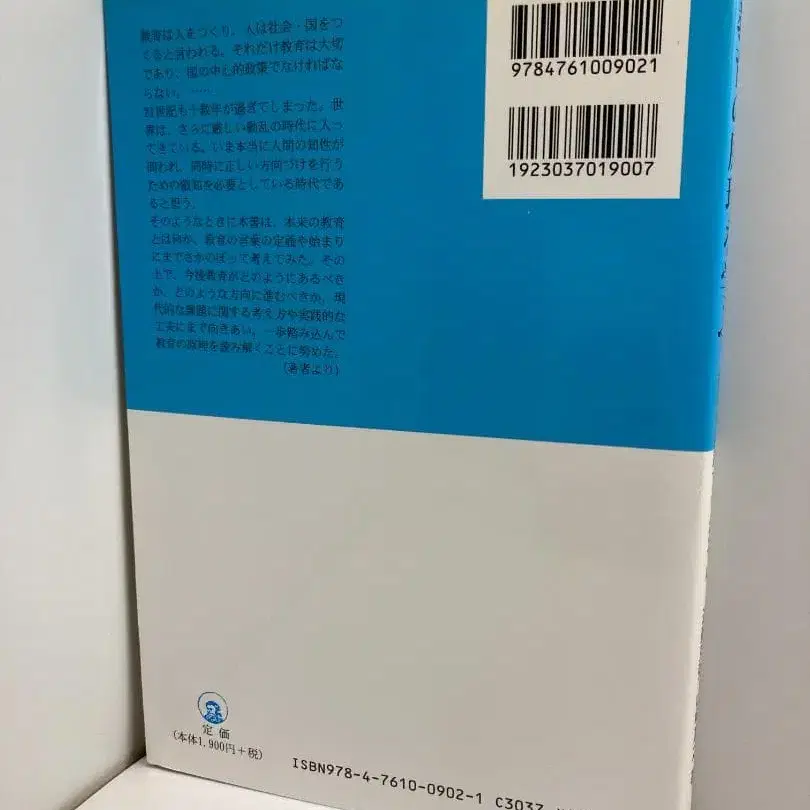 教育は人をつくり、人は社会・国をつ
くると言われる。それだけ教育は大切
であり、国の中心的政策でなければな
らない。……
21世紀も十数年が過ぎてしまった。世
界は、さらに厳しい動乱の時代に入っ
てきている。いま本当に人間の知性が
問われ、同時に正しい方向づけを行う
ための叡知を必要としている時代であ
ると思う。
そのようなときに本書は、本来の教育
とは何か、教育の言葉の定義や始まり
にまでさかのぼって考えてみた。その
上で、今後教育がどのようにあるべき
か、どのような方向に進むべきか、現
代的な課題に関する考え方や実践的な
工夫にまで向きあい、一歩踏み込んで
教育の原理を読み解くことに努めた。
（著者より）
9784761009021
1923037019007
定価
（本体1,900円＋税）
ISBN978-4-7610-0902-1 C3037